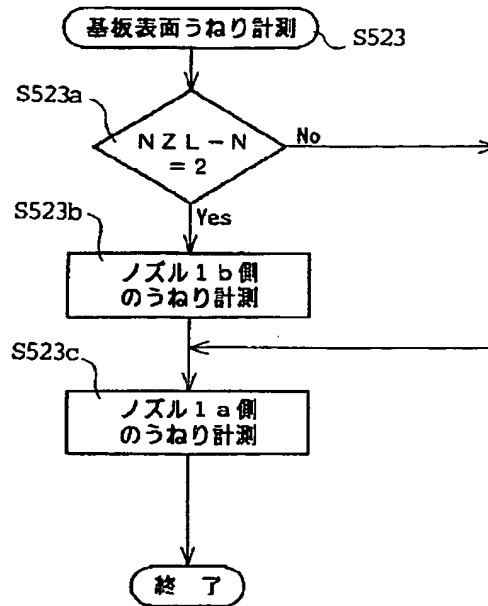 基板表面うねり計測
S523
S523a
NZL-N
=2
No
Yes
S523b
ノズル1b側
のうねり計測
S523c
ノズル1a側
のうねり計測
終了